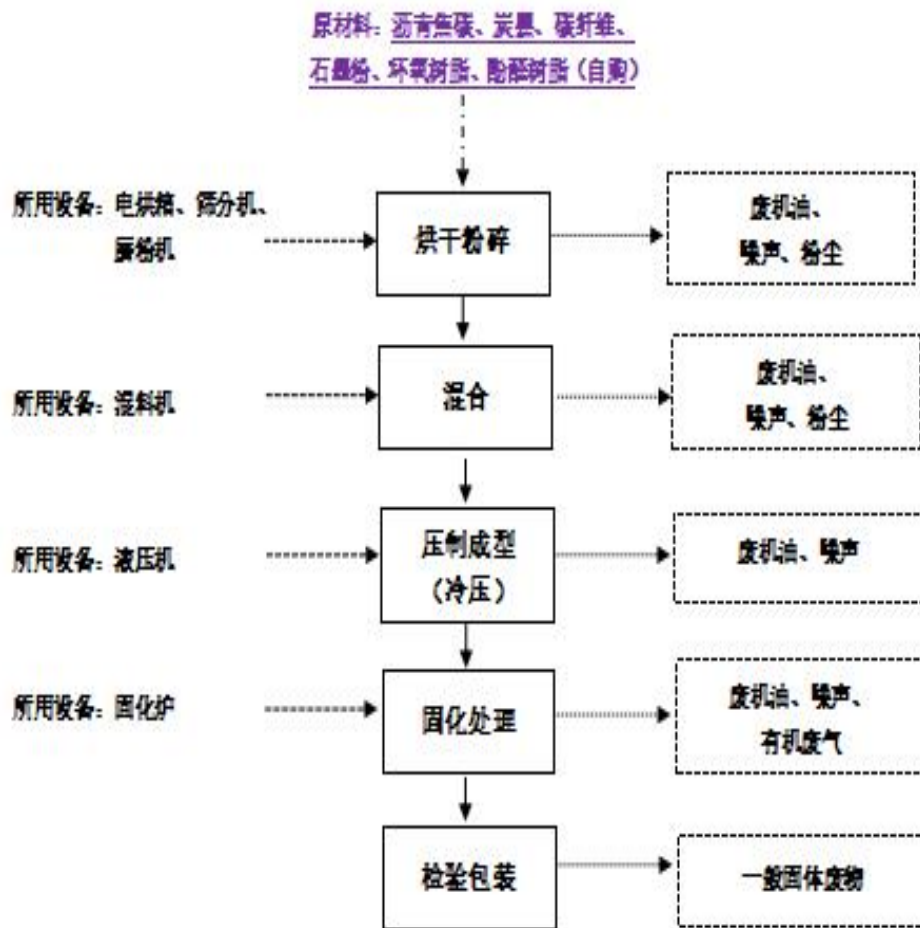 原材料：沥青焦碳、炭黑、碳纤维、
石墨粉、环氧树脂、酚醛树脂（自购）
所用设备：电烘箱、筛分机、
磨粉机
烘干粉碎
废机油、
噪声、粉尘
所用设备：混料机
混合
废机油、
噪声、粉尘
所用设备：液压机
压制成型
（冷压）
废机油、噪声
所用设备：固化炉
固化处理
废机油、噪声、
有机废气
检验包装
一般固体废物